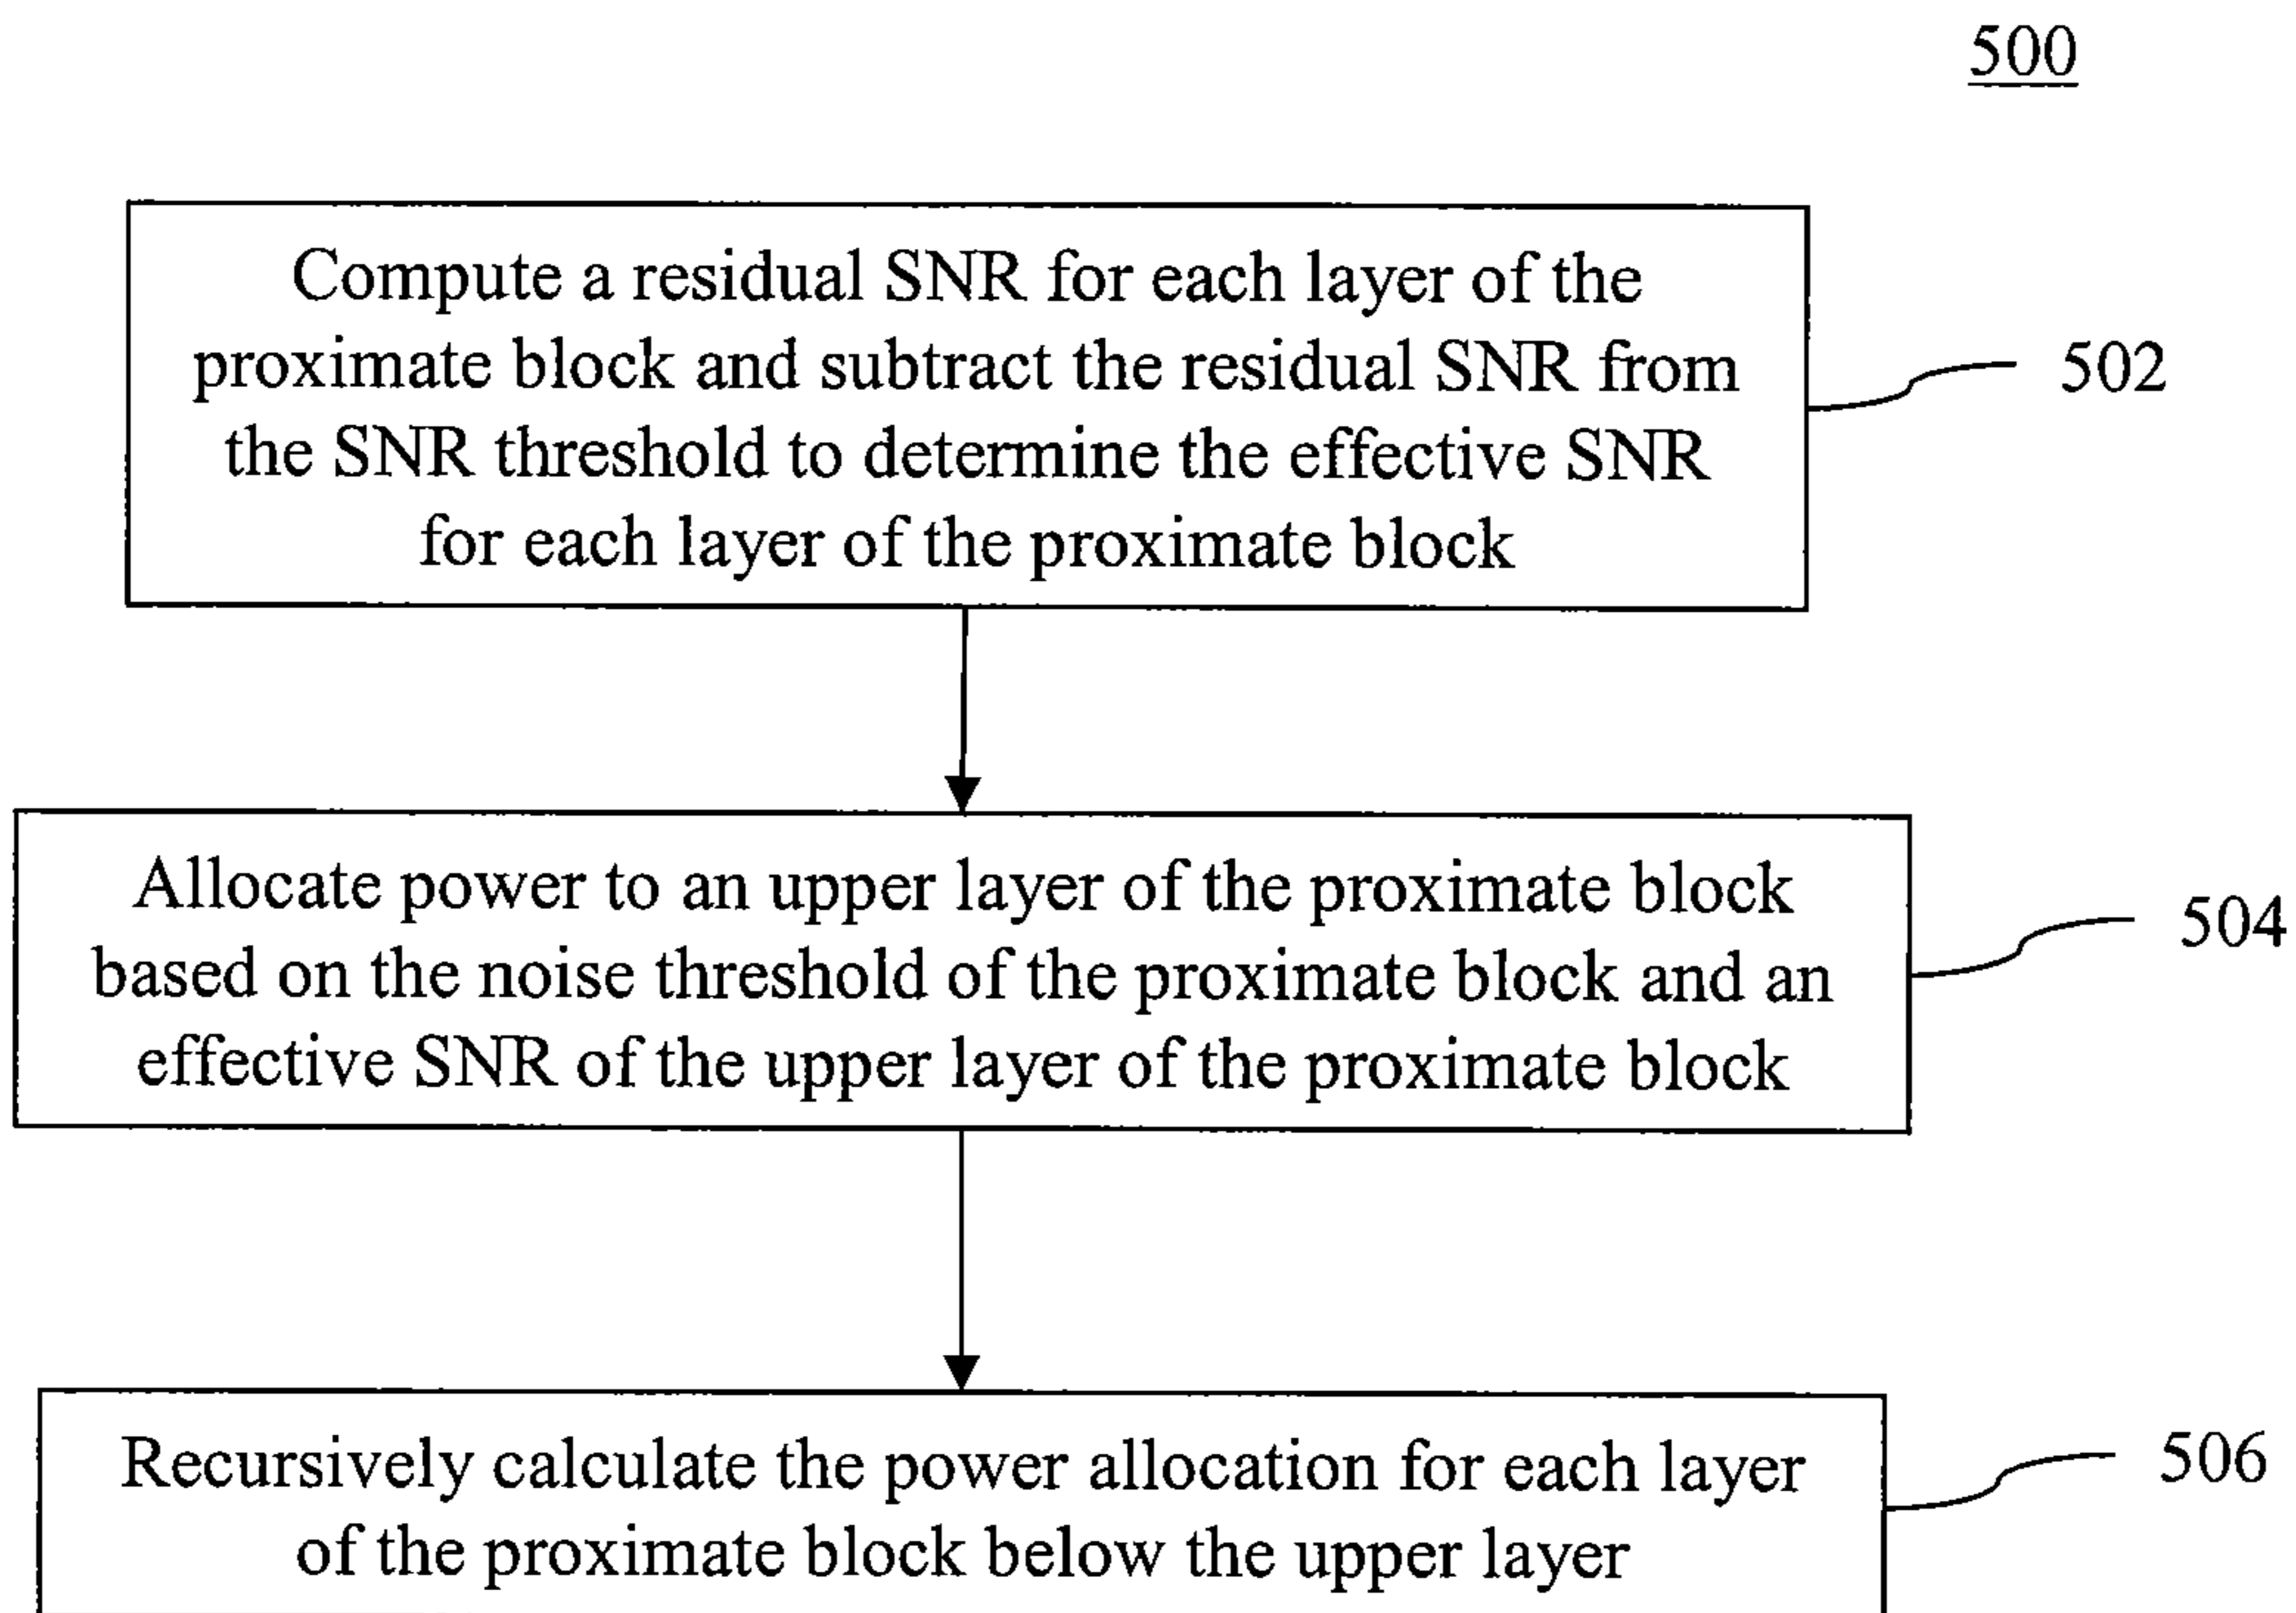 500
Compute a residual SNR for each layer of the
proximate block and subtract the residual SNR from
the SNR threshold to determine the effective SNR
for each layer of the proximate block
502
Allocate power to an upper layer of the proximate block
based on the noise threshold of the proximate block and an
effective SNR of the upper layer of the proximate block
504
Recursively calculate the power allocation for each layer
of the proximate block below the upper layer
506